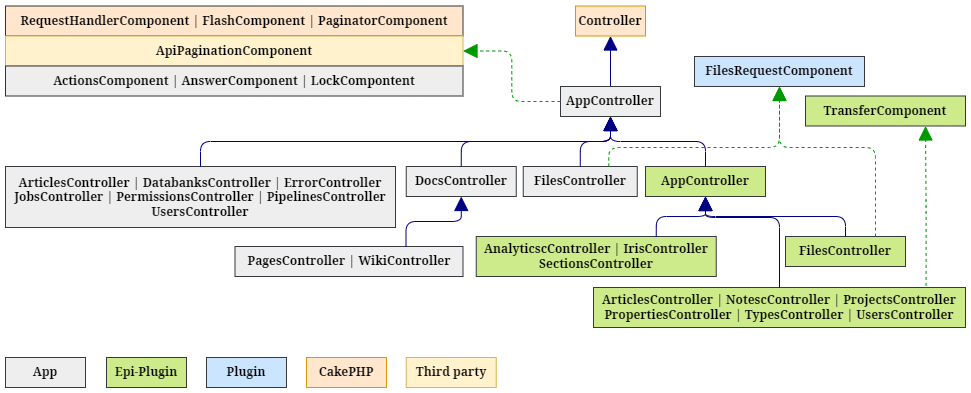 RequestHandlerComponent | FlashComponent | PaginatorComponent
Controller
ApiPaginationComponent
ActionsComponent | AnswerComponent | LockCompontent
FilesRequestComponent
AppController
TransferComponent
ArticlesController | DatabanksController | ErrorController
JobsController | PermissionsController | PipelinesController
UsersController
DocsController
FilesController
AppController
PagesController | WikiController
AnalyticscController | IrisController
SectionsController
FilesController
ArticlesController | NotescController | ProjectsController
PropertiesController | TypesController | UsersController
App
Epi-Plugin
Plugin
CakePHP
Third party